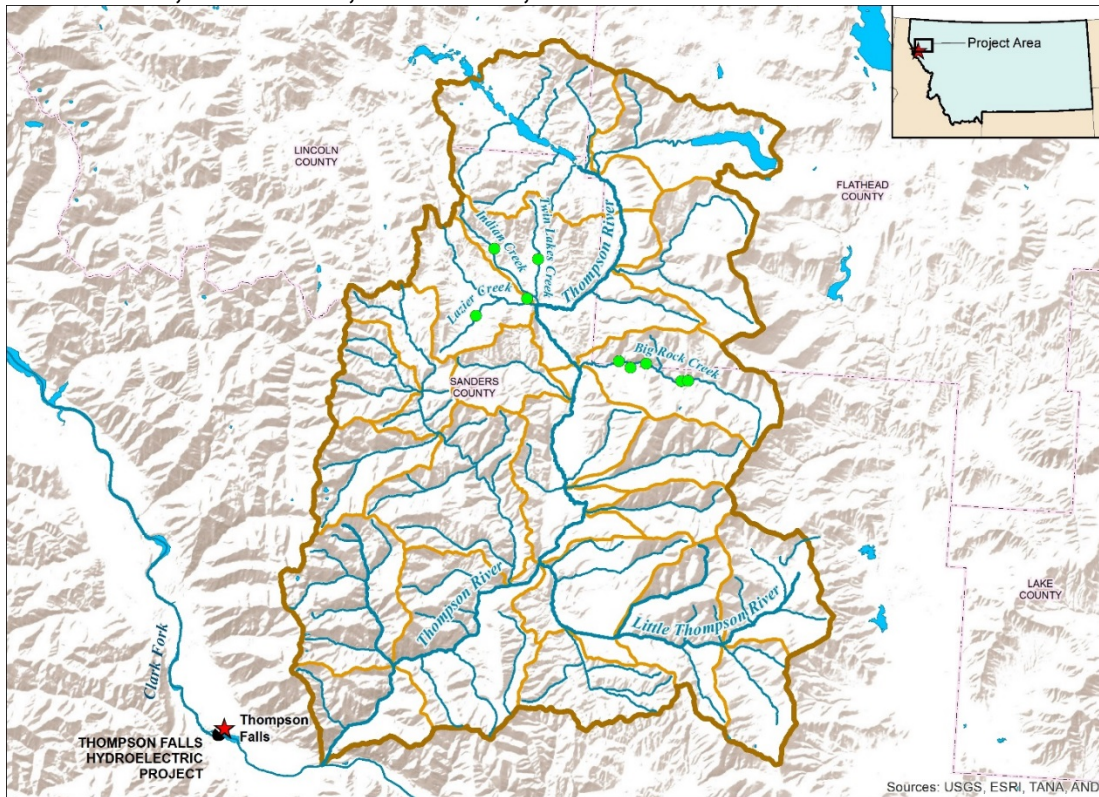 Project Area
LINCOLN
COUNTY
FLATHEAD
COUNTY
Indian Creek
Twin Lakes Creek
Thompson River
Lazier Creek
Big Rock Creek
SANDERS
COUNTY
Thompson River
Little Thompson River
LAKE
COUNTY
Clark Fork
Thompson
Falls
THOMPSON FALLS
HYDROELECTRIC
PROJECT
Sources: USGS, ESRI, TANA, AND